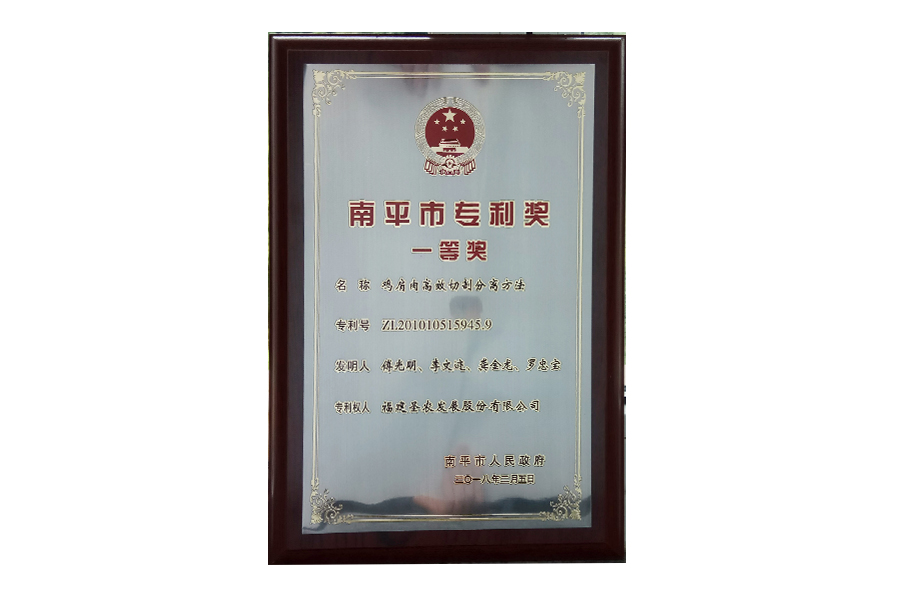 南平市专利奖
一等奖
名 称 鸡肩肉高效切割分离方法
专利号 ZL201010515945.9
发明人 傅光明、李文迹、龚金龙、罗忠宝
专利权人 福建圣农发展股份有限公司
南平市人民政府
二〇一八年二月五日